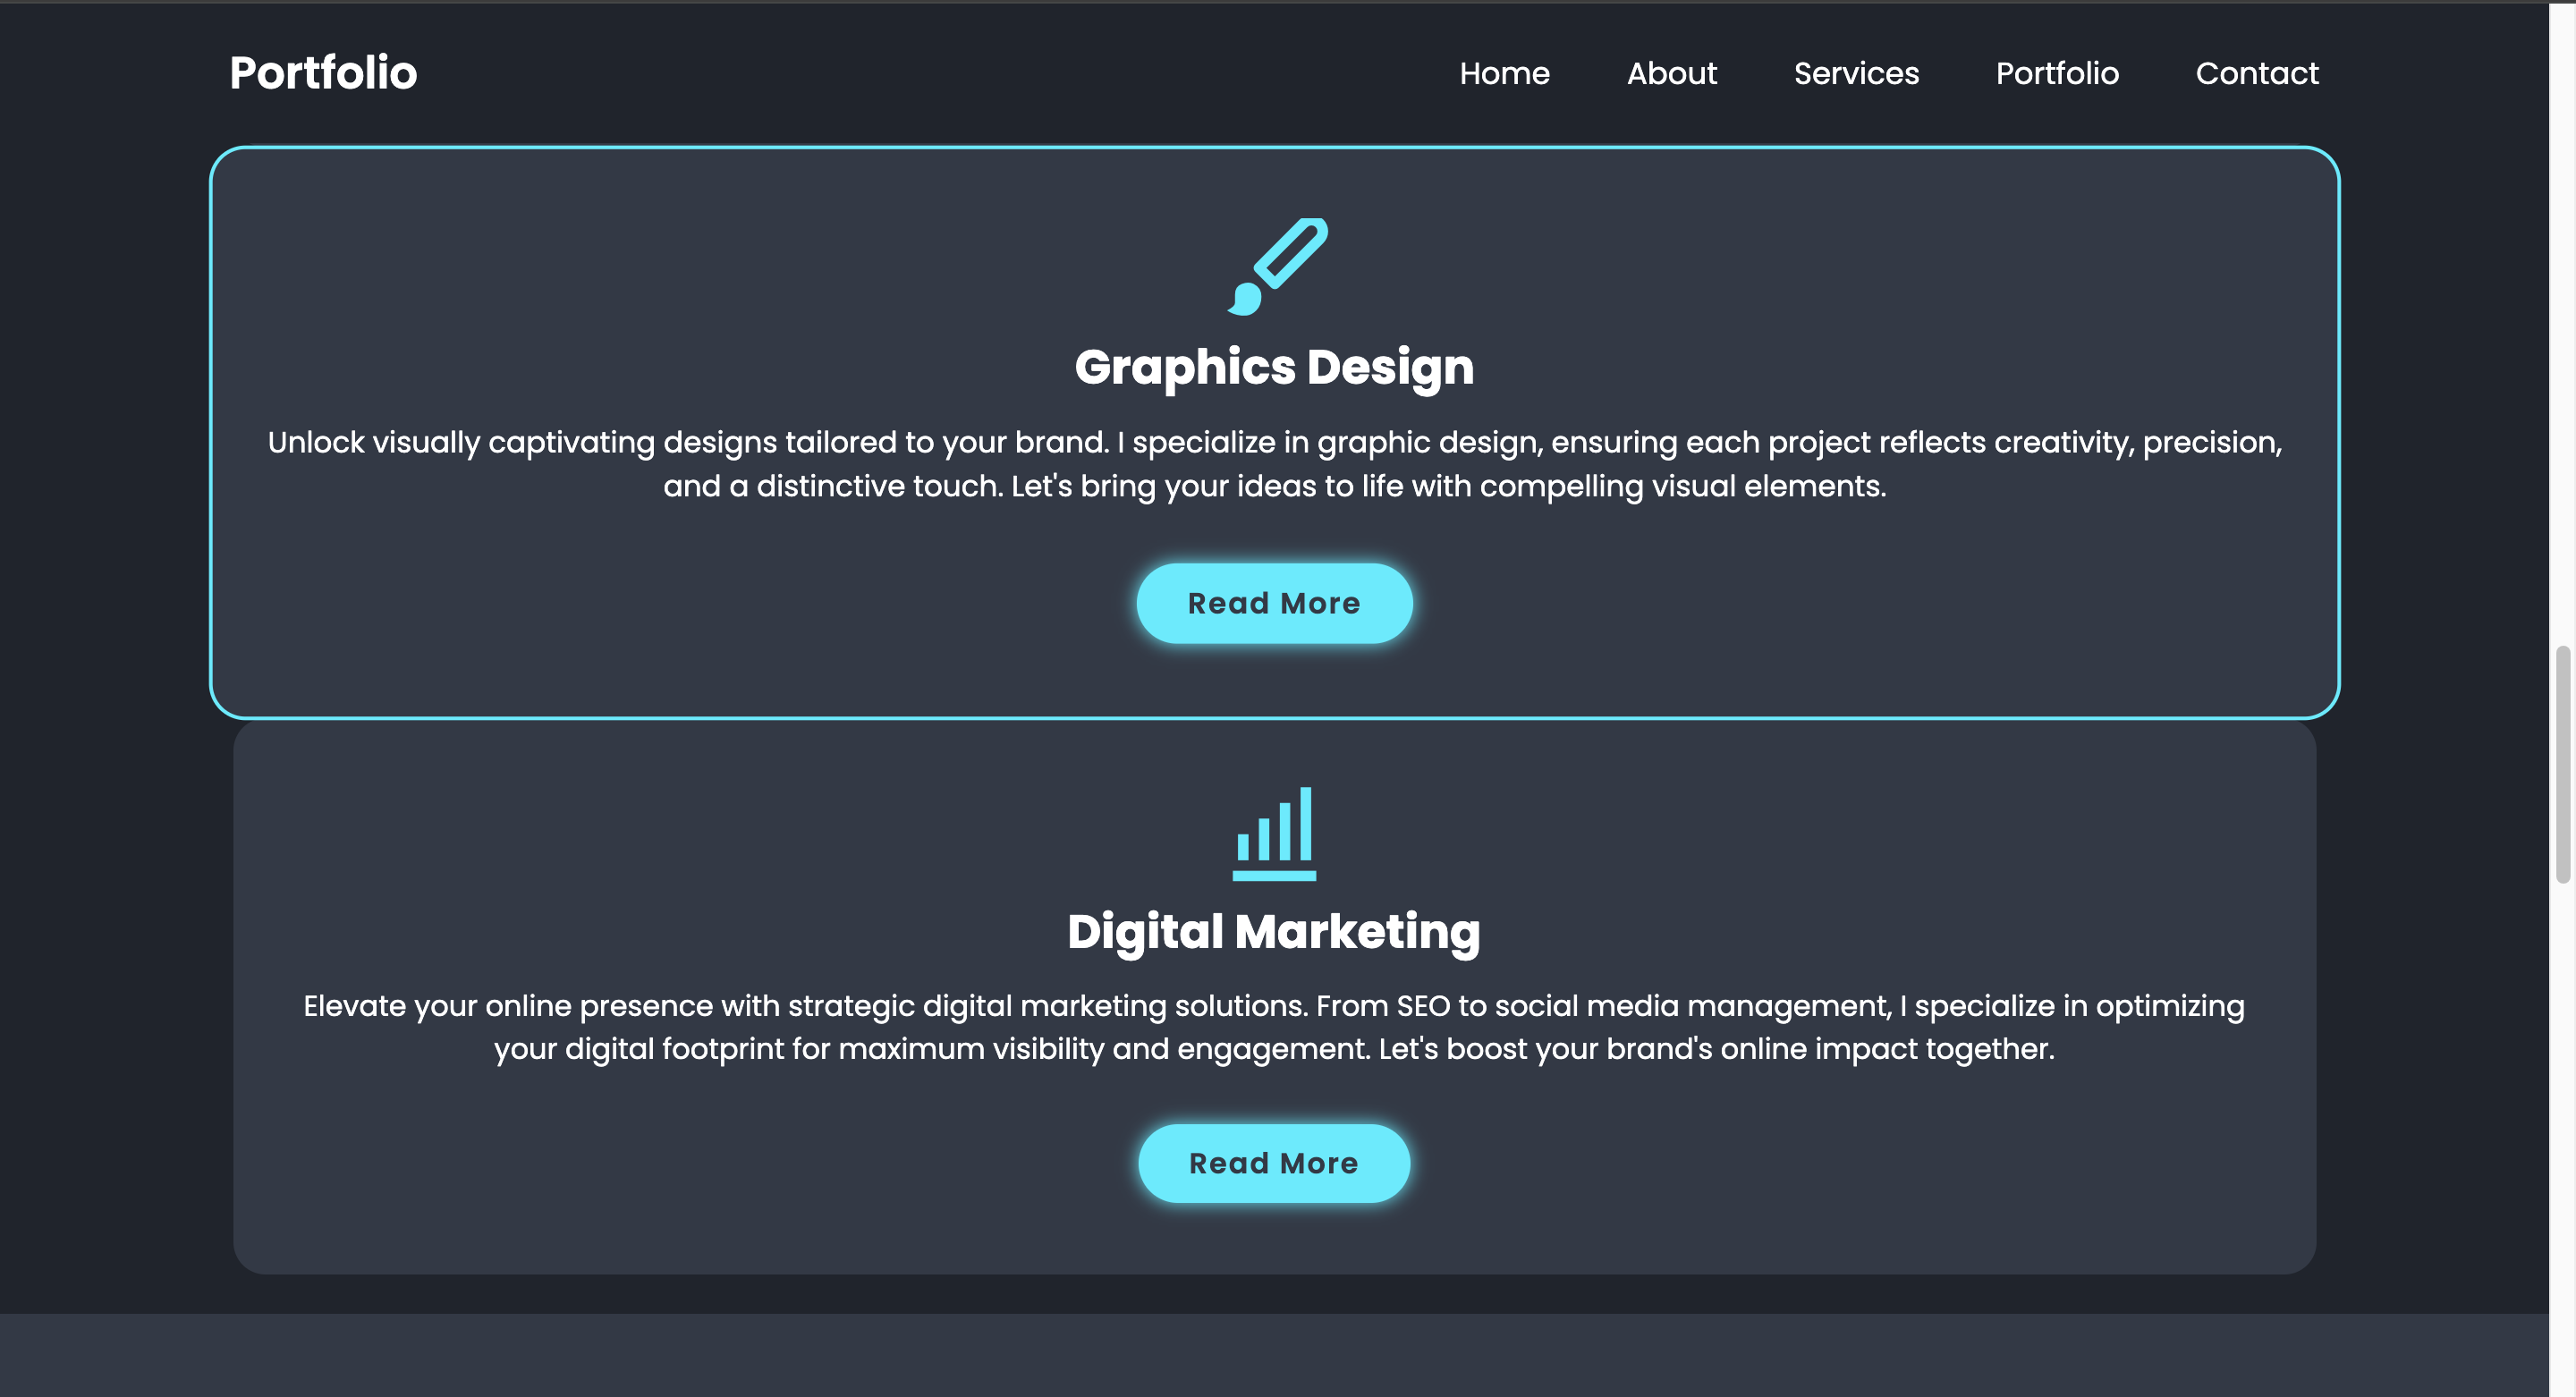 Portfolio
Home About Services Portfolio Contact
Graphics Design
Unlock visually captivating designs tailored to your brand. I specialize in graphic design, ensuring each project reflects creativity, precision,
and a distinctive touch. Let's bring your ideas to life with compelling visual elements.
Read More
Digital Marketing
Elevate your online presence with strategic digital marketing solutions. From SEO to social media management, I specialize in optimizing
your digital footprint for maximum visibility and engagement. Let's boost your brand's online impact together.
Read More